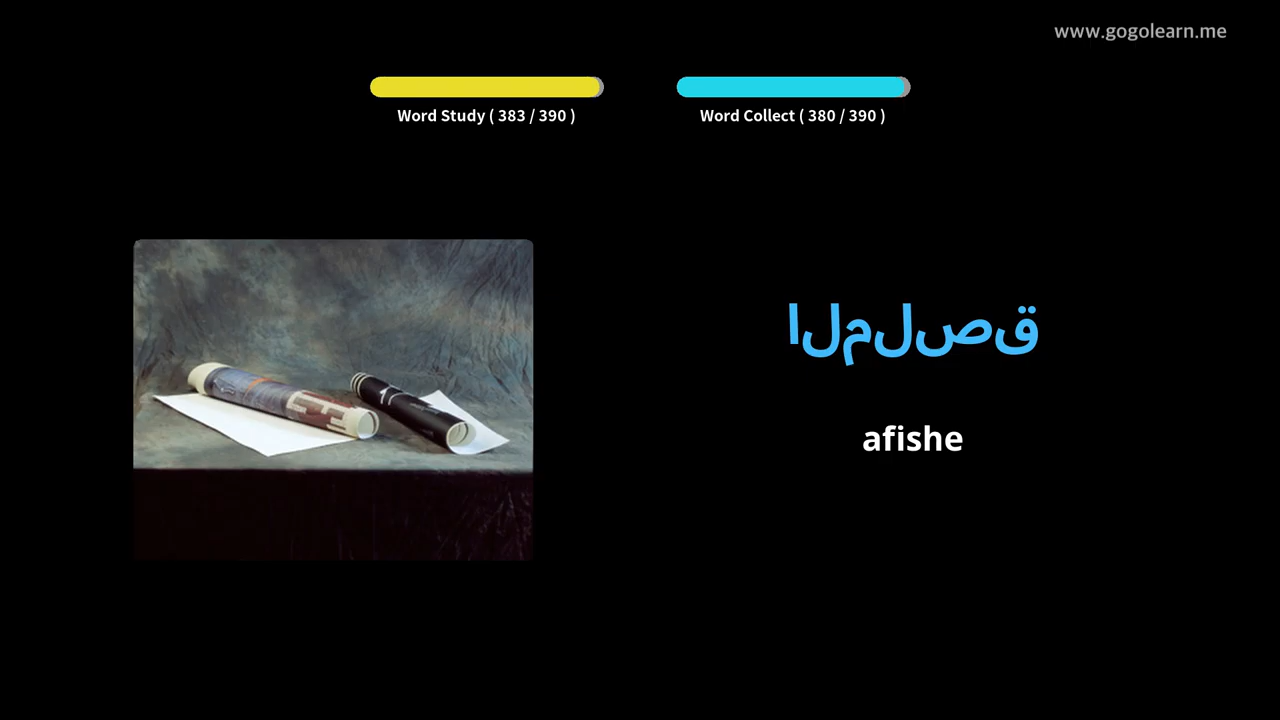 www.gogolearn.me
Word Study ( 383 / 390 )
Word Collect ( 380 / 390 )
الملصق
afishe